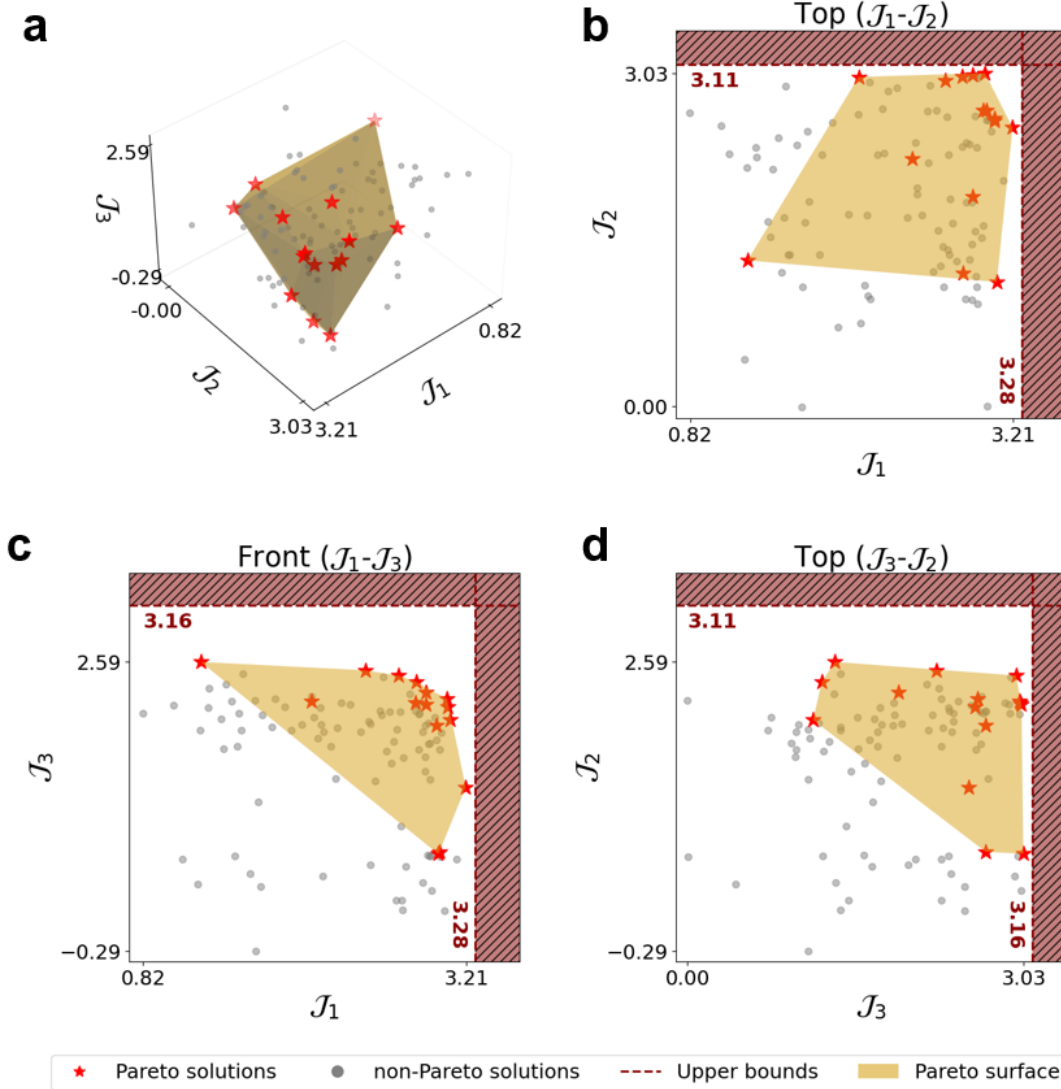 a
2.59
𝒥₃
-0.29
-0.00
𝒥₂
3.03
3.21
𝒥₁
0.82
b
Top (𝒥₁-𝒥₂)
3.03
3.11
𝒥₂
3.28
0.00
0.82
3.21
𝒥₁
c
Front (𝒥₁-𝒥₃)
3.16
2.59
𝒥₃
3.28
−0.29
0.82
3.21
𝒥₁
d
Top (𝒥₃-𝒥₂)
3.11
2.59
𝒥₂
3.16
−0.29
0.00
3.03
𝒥₃
Pareto solutions
non-Pareto solutions
Upper bounds
Pareto surface